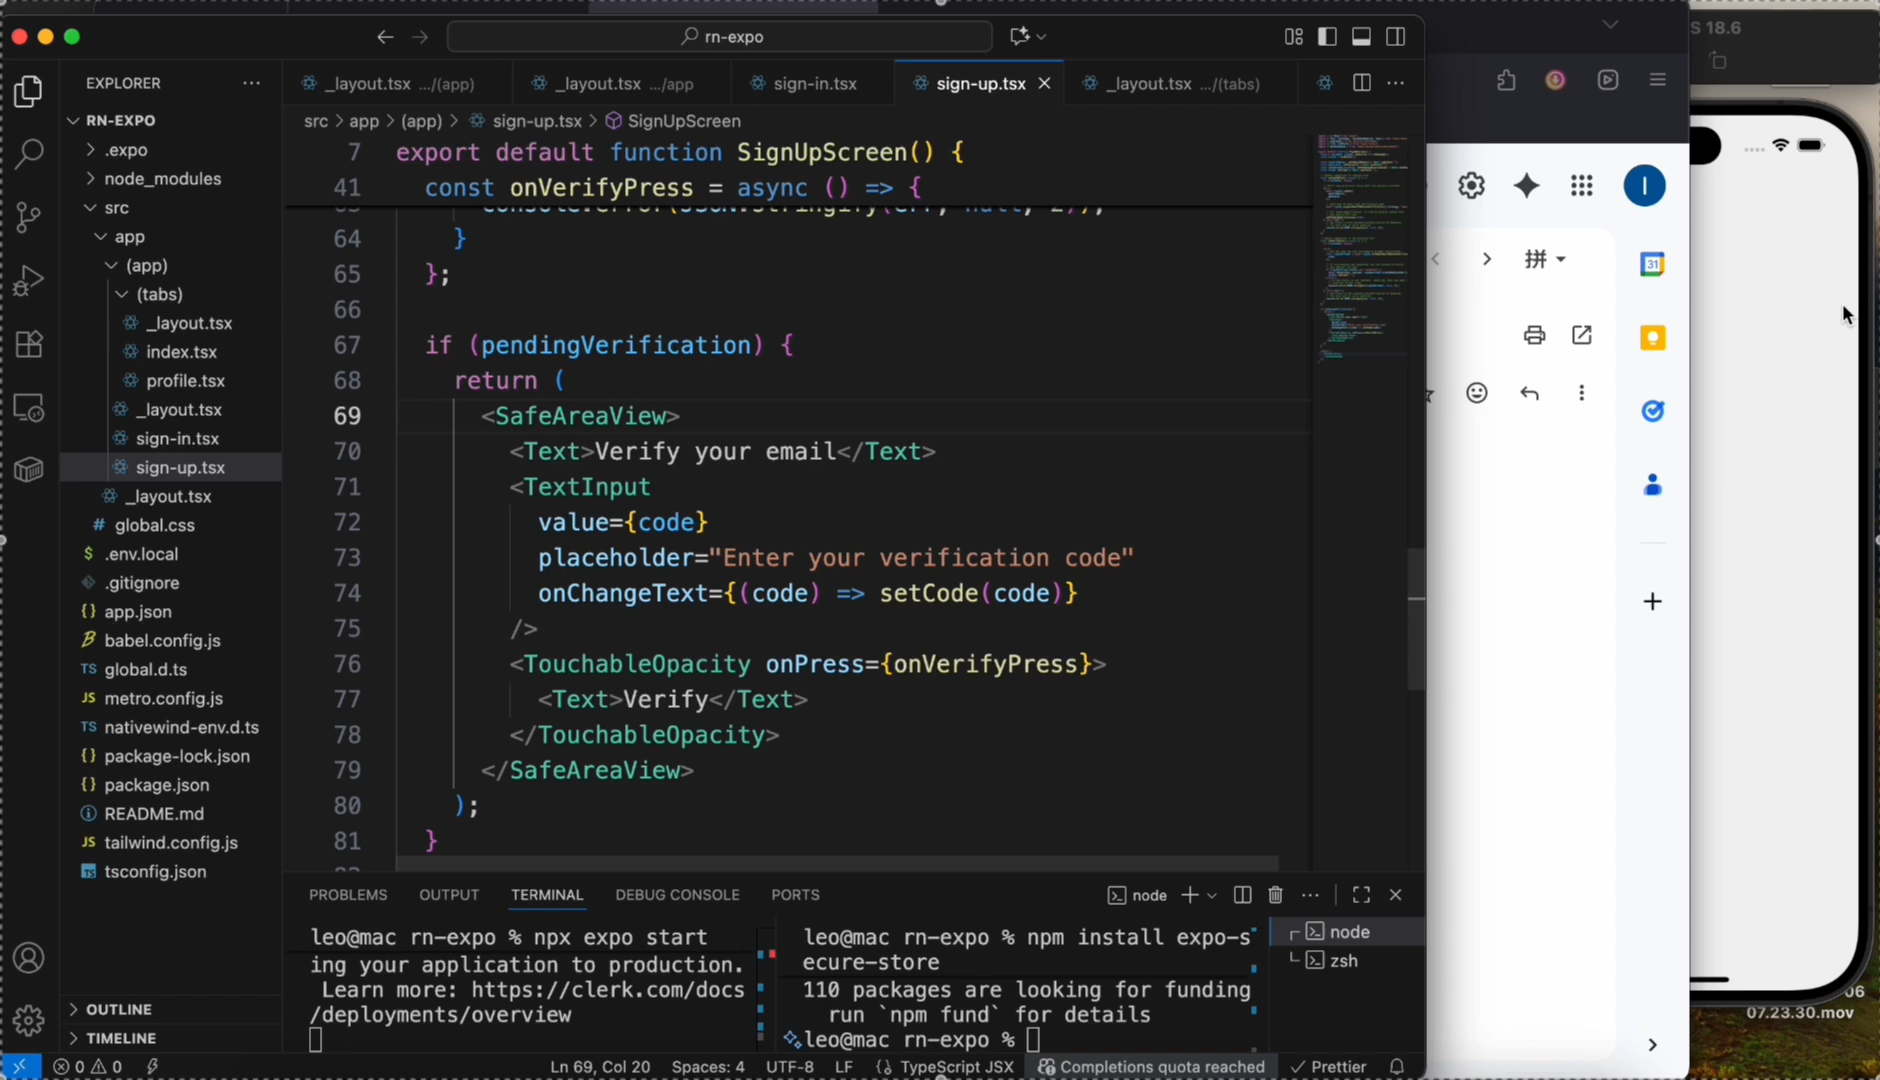 rn-expo
S 18.6
EXPLORER
_layout.tsx .../(app)
_layout.tsx .../app
sign-in.tsx
sign-up.tsx
_layout.tsx .../(tabs)
RN-EXPO
.expo
node_modules
src
app
(app)
(tabs)
_layout.tsx
index.tsx
profile.tsx
_layout.tsx
sign-in.tsx
sign-up.tsx
_layout.tsx
global.css
.env.local
.gitignore
app.json
babel.config.js
global.d.ts
metro.config.js
nativewind-env.d.ts
package-lock.json
package.json
README.md
tailwind.config.js
tsconfig.json
OUTLINE
TIMELINE
src > app > (app) > sign-up.tsx > SignUpScreen
7 export default function SignUpScreen() {
41 const onVerifyPress = async () => {
64 }
65 };
66
67 if (pendingVerification) {
68 return (
69 <SafeAreaView>
70 <Text>Verify your email</Text>
71 <TextInput
72 value={code}
73 placeholder="Enter your verification code"
74 onChangeText={(code) => setCode(code)}
75 />
76 <TouchableOpacity onPress={onVerifyPress}>
77 <Text>Verify</Text>
78 </TouchableOpacity>
79 </SafeAreaView>
80 );
81 }
PROBLEMS OUTPUT TERMINAL DEBUG CONSOLE PORTS
node
leo@mac rn-expo % npx expo start
ing your application to production.
Learn more: https://clerk.com/docs
/deployments/overview
leo@mac rn-expo % npm install expo-s
ecure-store
110 packages are looking for funding
run `npm fund` for details
leo@mac rn-expo %
node
zsh
0 0
Ln 69, Col 20 Spaces: 4 UTF-8 LF {} TypeScript JSX Completions quota reached Prettier
I
拼
31
06
07.23.30.mov